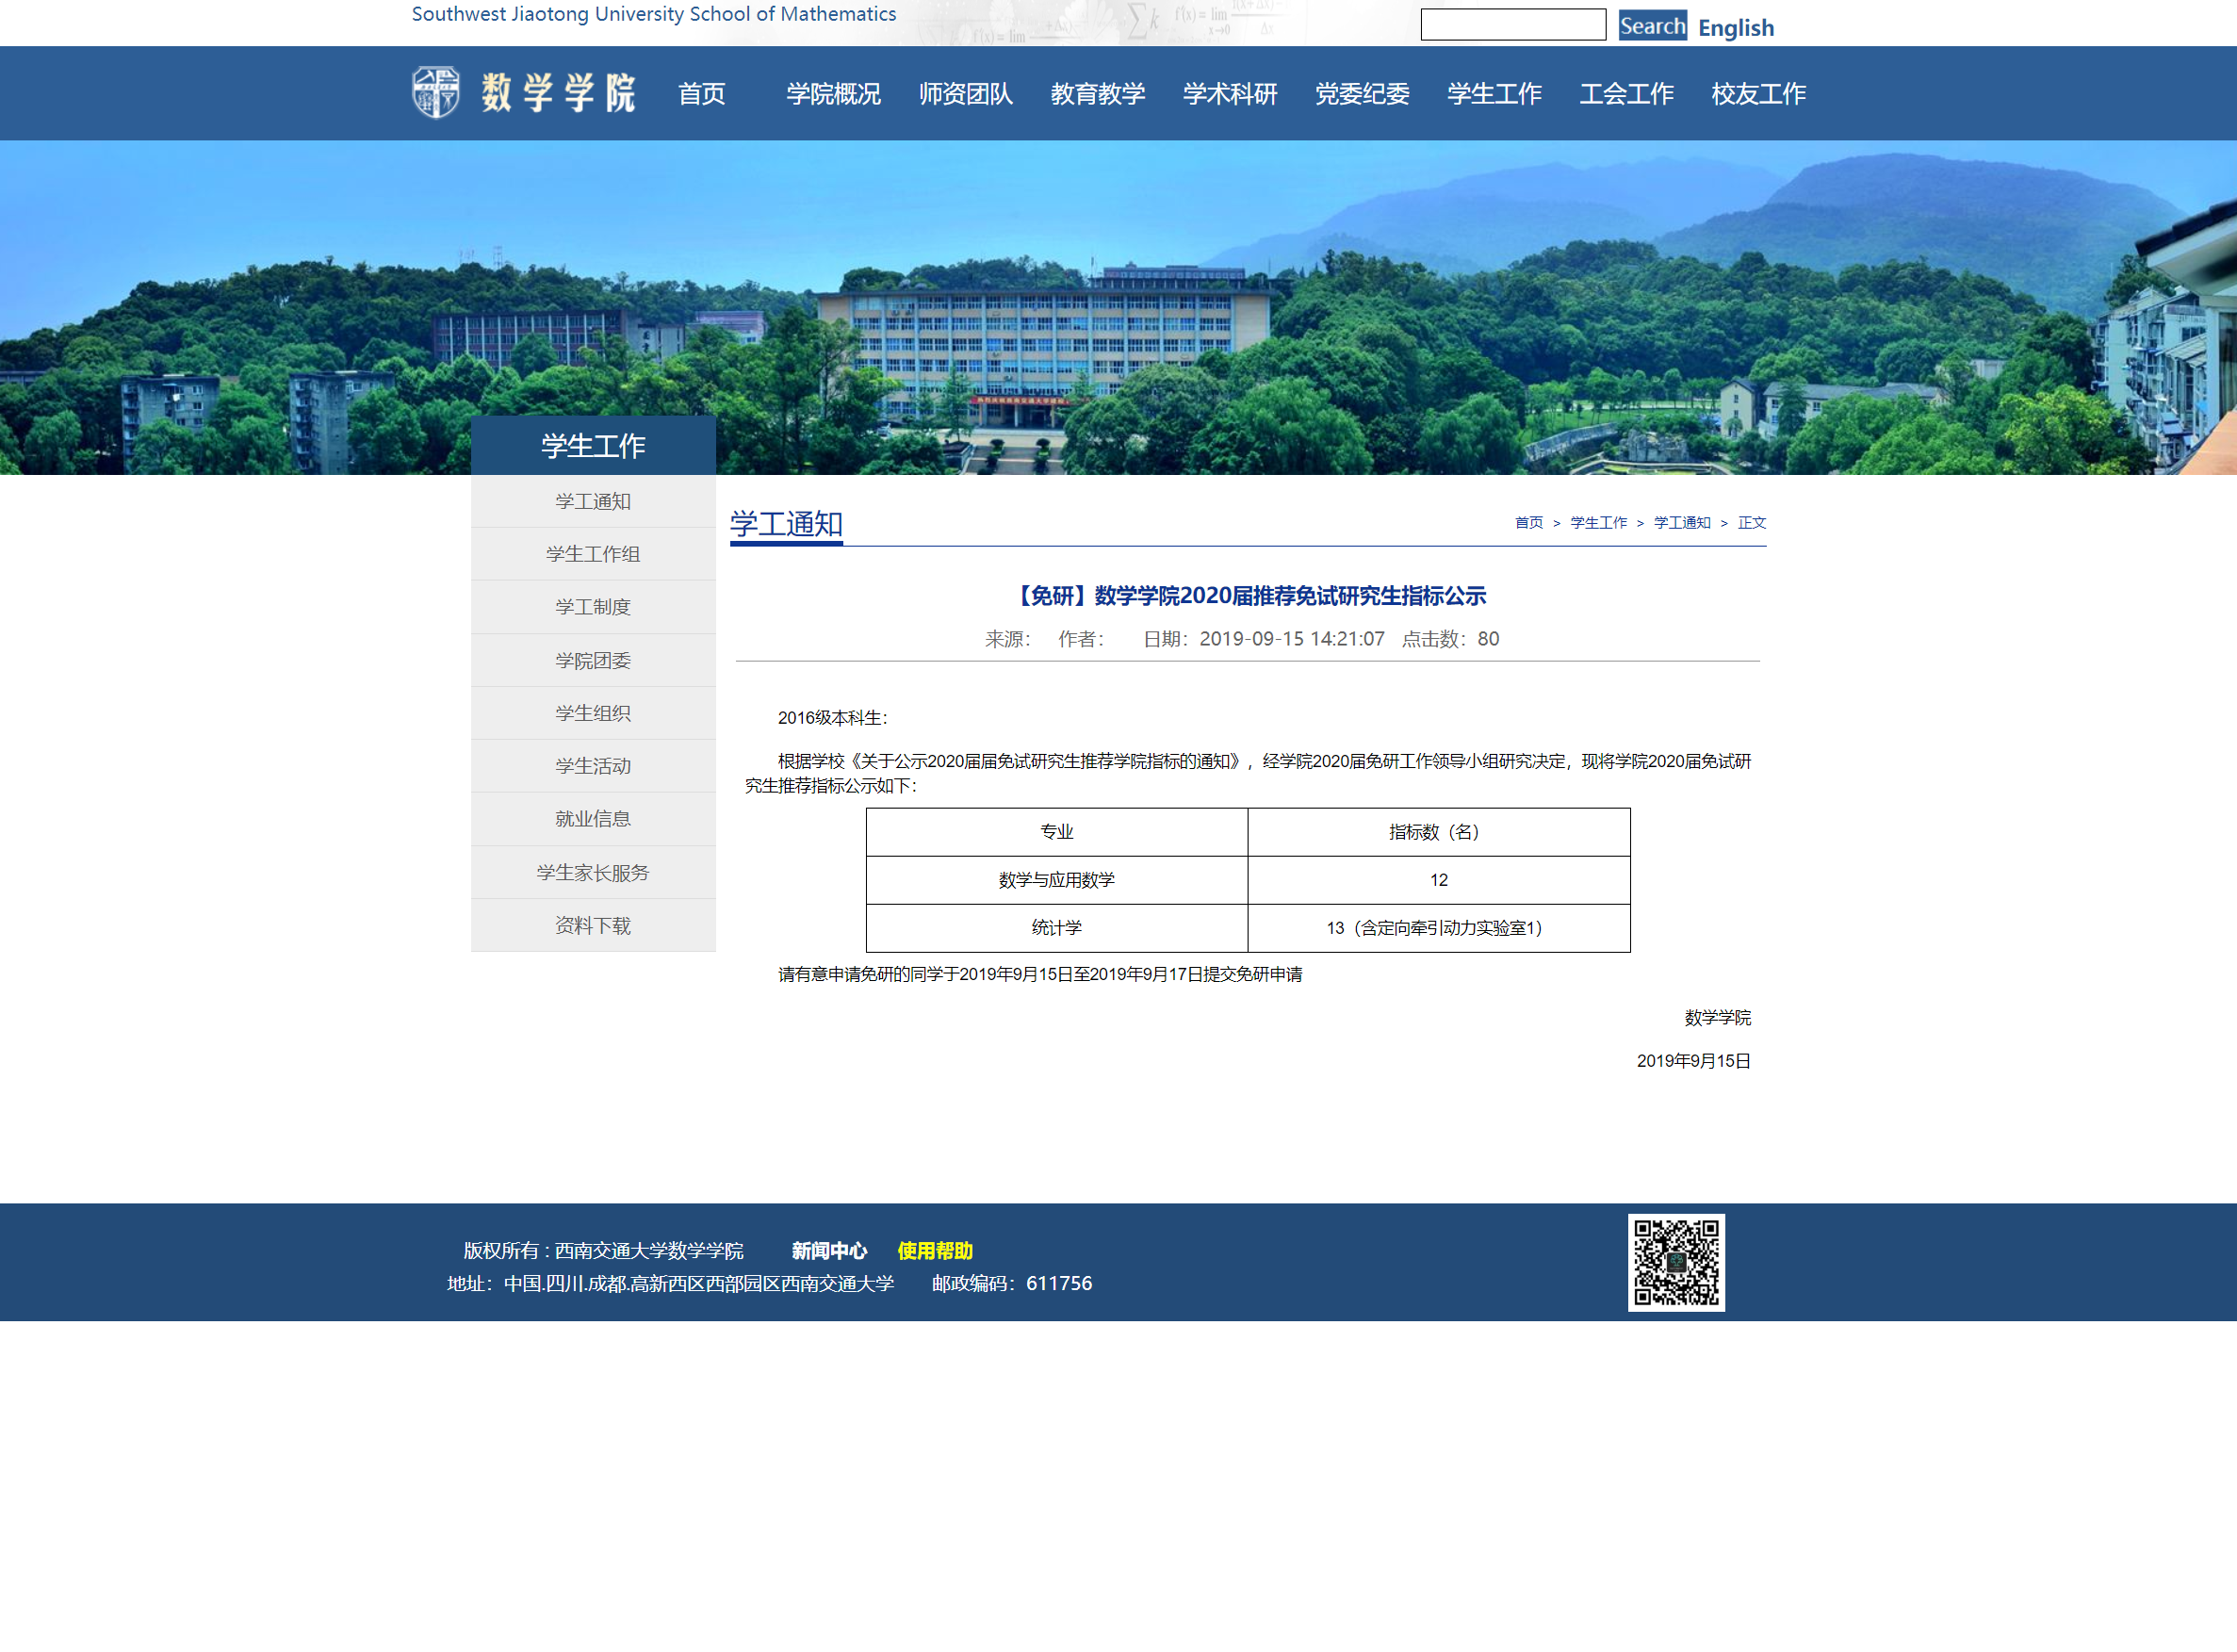 Southwest Jiaotong University School of Mathematics
Search English
数学学院 首页 学院概况 师资团队 教育教学 学术科研 党委纪委 学生工作 工会工作 校友工作
学生工作
学工通知
学生工作组
学工制度
学院团委
学生组织
学生活动
就业信息
学生家长服务
资料下载
学工通知
首页 > 学生工作 > 学工通知 > 正文
【免研】数学学院2020届推荐免试研究生指标公示
来源： 作者： 日期：2019-09-15 14:21:07 点击数：80
2016级本科生：
根据学校《关于公示2020届届免试研究生推荐学院指标的通知》，经学院2020届免研工作领导小组研究决定，现将学院2020届免试研
究生推荐指标公示如下：
专业 指标数（名）
数学与应用数学 12
统计学 13（含定向牵引动力实验室1）
请有意申请免研的同学于2019年9月15日至2019年9月17日提交免研申请
数学学院
2019年9月15日
版权所有 : 西南交通大学数学学院 新闻中心 使用帮助
地址：中国.四川.成都.高新西区西部园区西南交通大学 邮政编码：611756